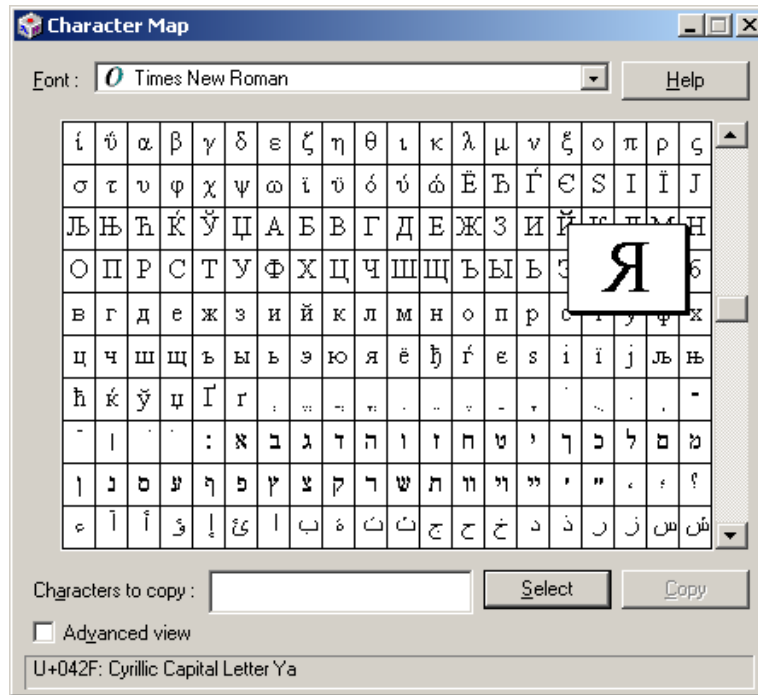 Character Map
Font : O Times New Roman Help
ί ΰ α β γ δ ε ζ η θ ι κ λ μ ν ξ ο π ρ ς
σ τ υ φ χ ψ ω ϊ ϋ ό ύ ώ Ё Ђ Ѓ Є Ѕ І Ї Ј
Љ Њ Ћ Ќ Ў Џ А Б В Г Д Е Ж З И Й К Л М Н
О П Р С Т У Ф Х Ц Ч Ш Щ Ъ Ы Ь Э Я б
в г д е ж з и й к л м н о п р с т у ф х
ц ч ш щ ъ ы ь э ю я ё ђ ѓ є ѕ і ї ј љ њ
ћ ќ ў џ Ґ ґ
: א ב ג ד ה ו ז ח ט י ך כ ל ם מ
ן נ ס ע ף פ ץ צ ק ר ש ת װ ױ ײ ׳ ״ ، ؛ ؟
ء آ أ ؤ إ ئ ا ب ة ت ث ج ح خ د ذ ر ز س ش
Characters to copy : Select Copy
Advanced view
U+042F: Cyrillic Capital Letter Ya